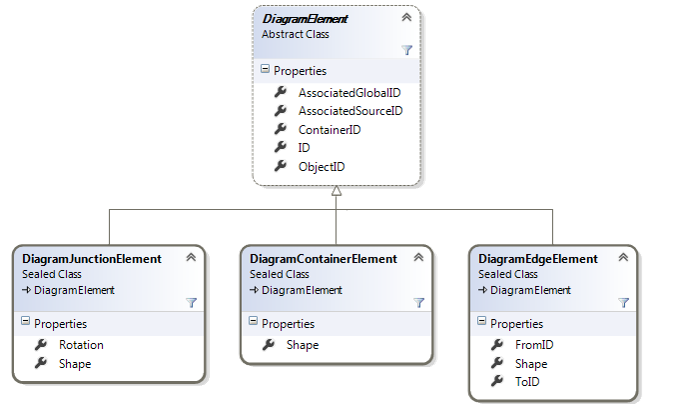 DiagramElement
Abstract Class
Properties
AssociatedGlobalID
AssociatedSourceID
ContainerID
ID
ObjectID
DiagramJunctionElement
Sealed Class
DiagramElement
Properties
Rotation
Shape
DiagramContainerElement
Sealed Class
DiagramElement
Properties
Shape
DiagramEdgeElement
Sealed Class
DiagramElement
Properties
FromID
Shape
ToID